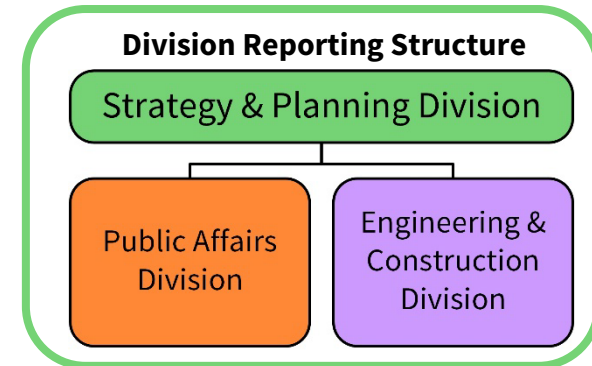 Division Reporting Structure
Strategy & Planning Division
Public Affairs
Division
Engineering &
Construction
Division